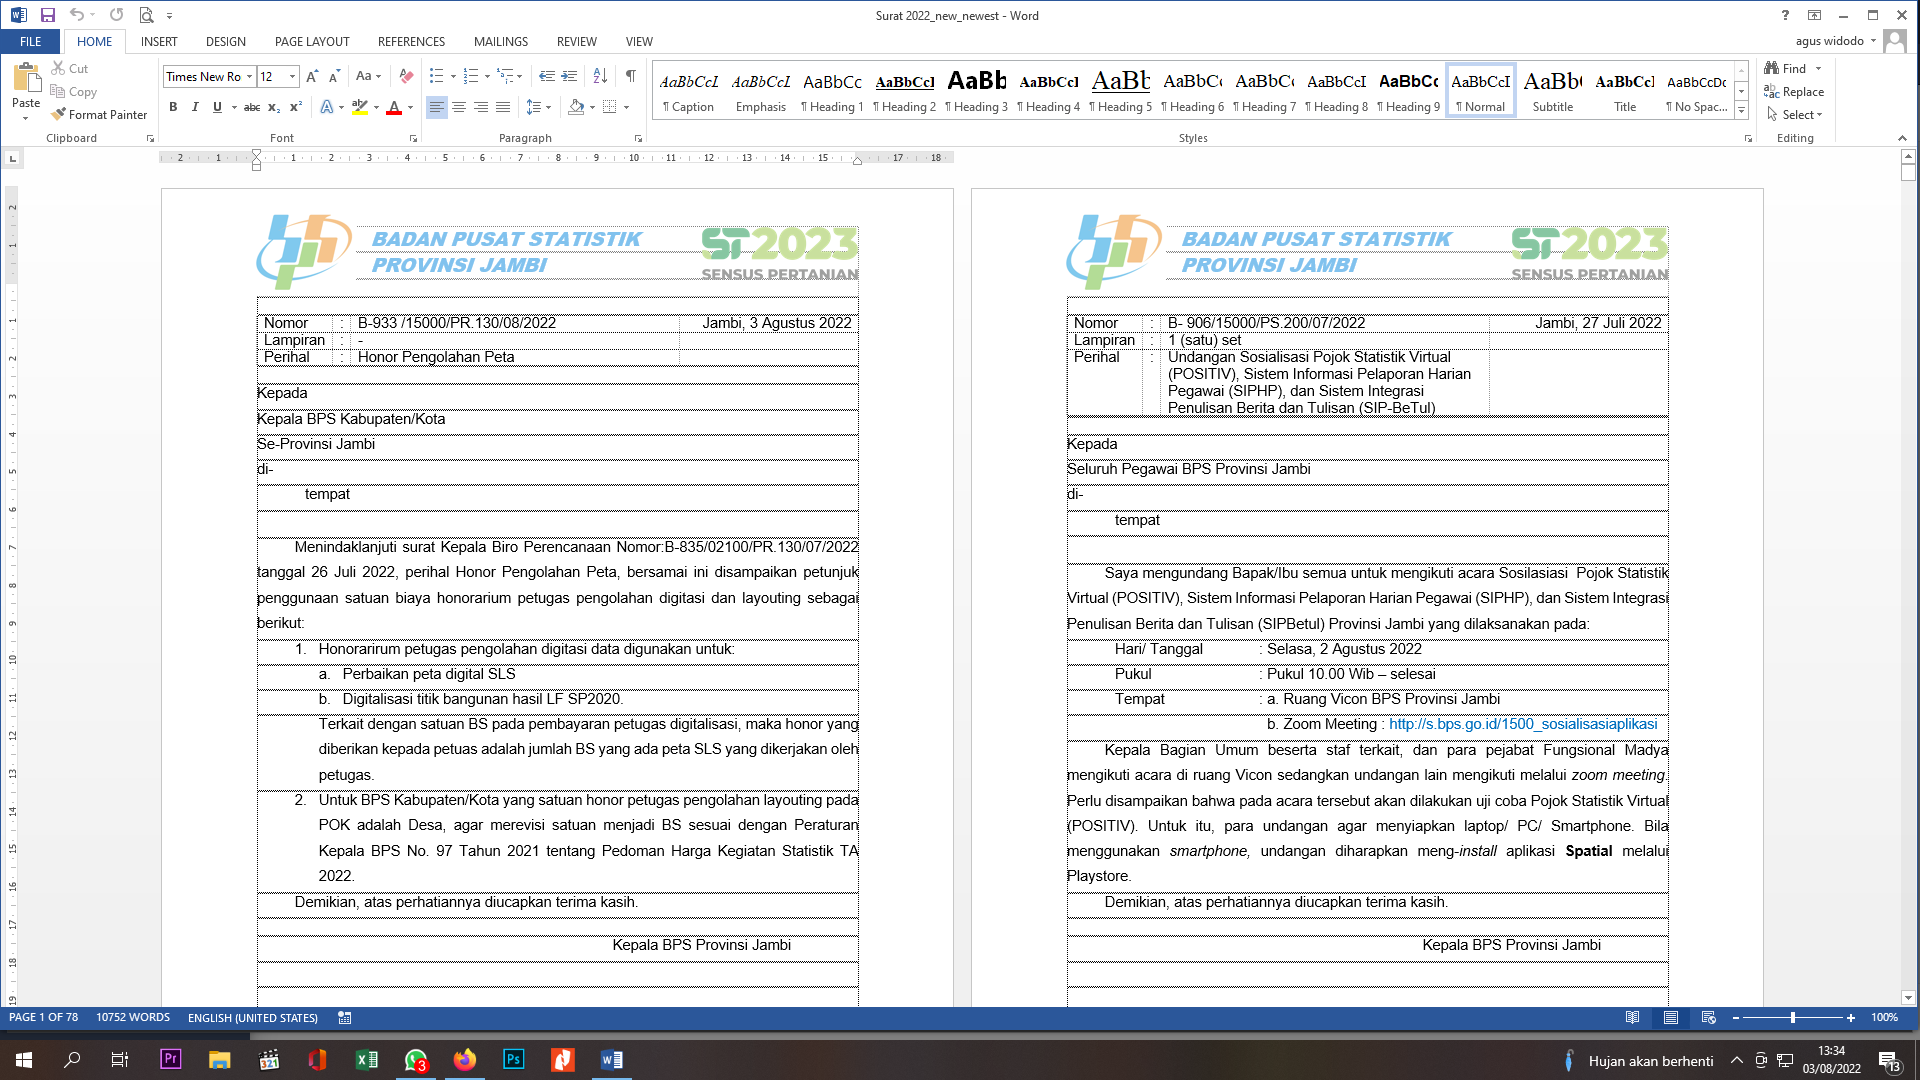 Surat 2022_new_newest - Word
FILE HOME INSERT DESIGN PAGE LAYOUT REFERENCES MAILINGS REVIEW VIEW
agus widodo
Paste
Cut
Copy
Format Painter
Clipboard
Times New Ro 12
Font
Paragraph
AaBbCcI AaBbCcL AaBbCc AaBbCcI AaBb AaBbCcI AaBb AaBbC AaBbC AaBbCcI AaBbCc AaBbCcI AaBb AaBbCcI AaBbCcDc
¶ Caption Emphasis ¶ Heading 1 ¶ Heading 2 ¶ Heading 3 ¶ Heading 4 ¶ Heading 5 ¶ Heading 6 ¶ Heading 7 ¶ Heading 8 ¶ Heading 9 ¶ Normal Subtitle Title ¶ No Spac...
Styles
Find
Replace
Select
Editing
2 1 1 2 3 4 5 6 7 8 9 10 11 12 13 14 15 17 18
BADAN PUSAT STATISTIK
PROVINSI JAMBI
ST2023
SENSUS PERTANIAN
Nomor : B-933 /15000/PR.130/08/2022 Jambi, 3 Agustus 2022
Lampiran : -
Perihal : Honor Pengolahan Peta
Kepada
Kepala BPS Kabupaten/Kota
Se-Provinsi Jambi
di-
tempat
Menindaklanjuti surat Kepala Biro Perencanaan Nomor:B-835/02100/PR.130/07/2022
tanggal 26 Juli 2022, perihal Honor Pengolahan Peta, bersamai ini disampaikan petunjuk
penggunaan satuan biaya honorarium petugas pengolahan digitasi dan layouting sebagai
berikut:
1. Honorarirum petugas pengolahan digitasi data digunakan untuk:
a. Perbaikan peta digital SLS
b. Digitalisasi titik bangunan hasil LF SP2020.
Terkait dengan satuan BS pada pembayaran petugas digitalisasi, maka honor yang
diberikan kepada petuas adalah jumlah BS yang ada peta SLS yang dikerjakan oleh
petugas.
2. Untuk BPS Kabupaten/Kota yang satuan honor petugas pengolahan layouting pada
POK adalah Desa, agar merevisi satuan menjadi BS sesuai dengan Peraturan
Kepala BPS No. 97 Tahun 2021 tentang Pedoman Harga Kegiatan Statistik TA
2022.
Demikian, atas perhatiannya diucapkan terima kasih.
Kepala BPS Provinsi Jambi
BADAN PUSAT STATISTIK
PROVINSI JAMBI
ST2023
SENSUS PERTANIAN
Nomor : B- 906/15000/PS.200/07/2022 Jambi, 27 Juli 2022
Lampiran : 1 (satu) set
Perihal : Undangan Sosialisasi Pojok Statistik Virtual
(POSITIV), Sistem Informasi Pelaporan Harian
Pegawai (SIPHP), dan Sistem Integrasi
Penulisan Berita dan Tulisan (SIP-BeTul)
Kepada
Seluruh Pegawai BPS Provinsi Jambi
di-
tempat
Saya mengundang Bapak/Ibu semua untuk mengikuti acara Sosilasiasi Pojok Statistik
Virtual (POSITIV), Sistem Informasi Pelaporan Harian Pegawai (SIPHP), dan Sistem Integrasi
Penulisan Berita dan Tulisan (SIPBetul) Provinsi Jambi yang dilaksanakan pada:
Hari/ Tanggal : Selasa, 2 Agustus 2022
Pukul : Pukul 10.00 Wib – selesai
Tempat : a. Ruang Vicon BPS Provinsi Jambi
b. Zoom Meeting : http://s.bps.go.id/1500_sosialisasiaplikasi
Kepala Bagian Umum beserta staf terkait, dan para pejabat Fungsional Madya
mengikuti acara di ruang Vicon sedangkan undangan lain mengikuti melalui zoom meeting.
Perlu disampaikan bahwa pada acara tersebut akan dilakukan uji coba Pojok Statistik Virtual
(POSITIV). Untuk itu, para undangan agar menyiapkan laptop/ PC/ Smartphone. Bila
menggunakan smartphone, undangan diharapkan meng-install aplikasi Spatial melalui
Playstore.
Demikian, atas perhatiannya diucapkan terima kasih.
Kepala BPS Provinsi Jambi
PAGE 1 OF 78 10752 WORDS ENGLISH (UNITED STATES) 100%
Hujan akan berhenti
13:34
03/08/2022
13